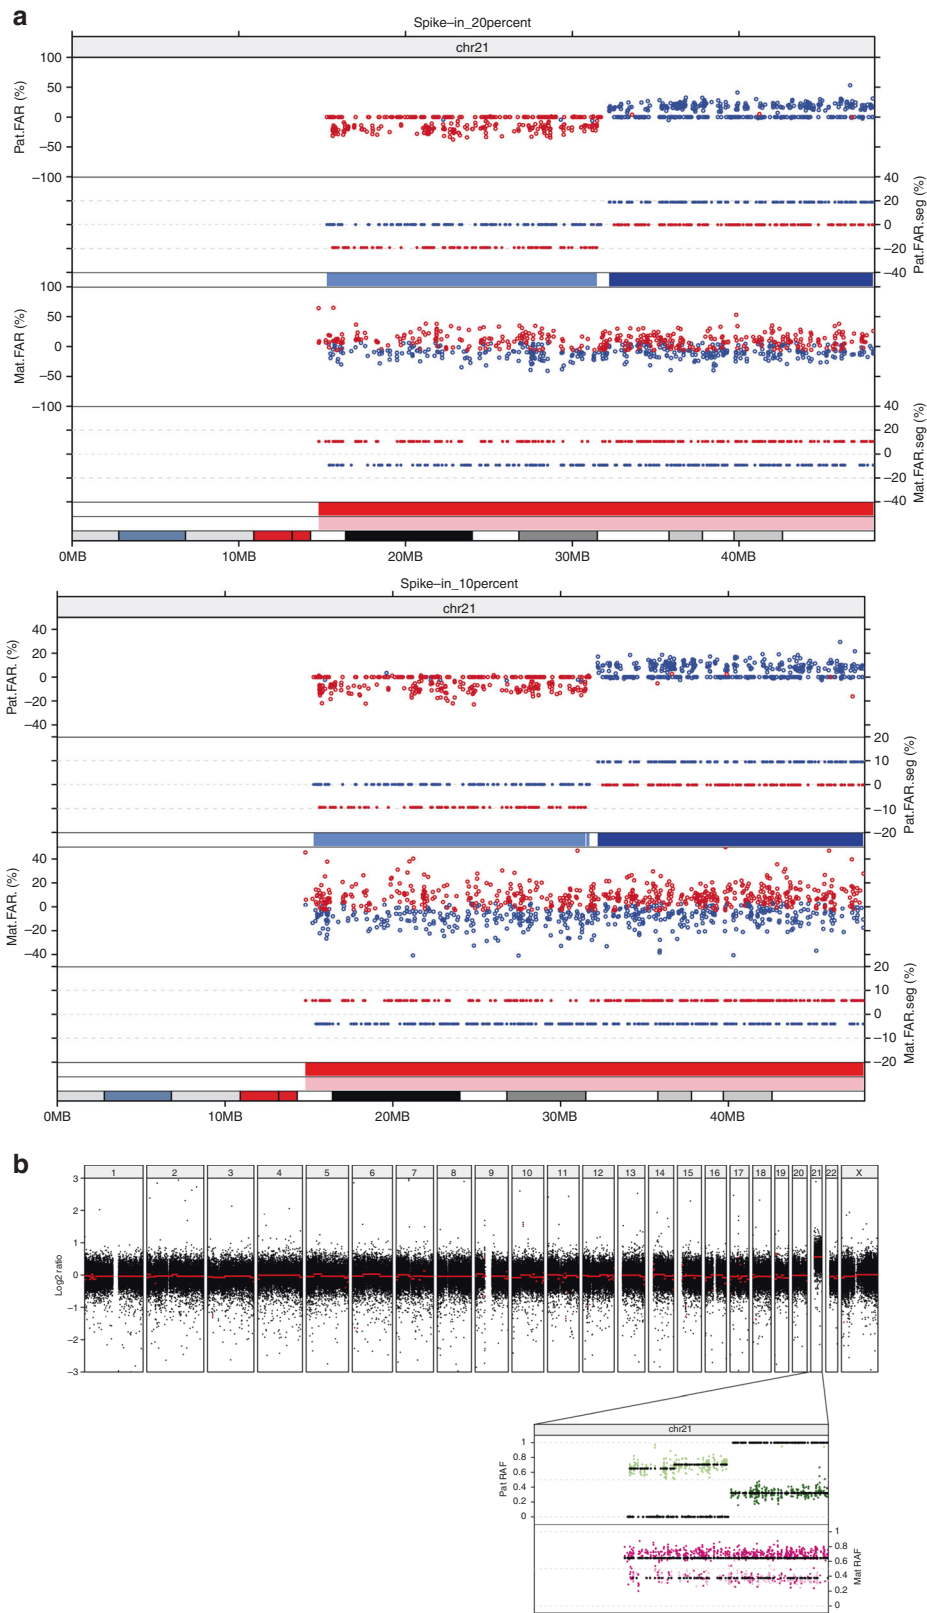 a
Spike–in_20percent
chr21
100
50
0
−50
−100
Pat.FAR (%)
40
20
0
−20
−40
Pat.FAR.seg (%)
100
50
0
−50
−100
Mat.FAR (%)
40
20
0
−20
−40
Mat.FAR.seg (%)
0MB 10MB 20MB 30MB 40MB
Spike–in_10percent
chr21
40
20
0
−20
−40
Pat.FAR. (%)
20
10
0
−10
−20
Pat.FAR.seg (%)
40
20
0
−20
−40
Mat.FAR. (%)
20
10
0
−10
−20
Mat.FAR.seg (%)
0MB 10MB 20MB 30MB 40MB
b
1 2 3 4 5 6 7 8 9 10 11 12 13 14 15 16 17 18 19 20 21 22 X
3
2
1
0
−1
−2
−3
Log2 ratio
chr21
1
0.8
0.6
0.4
0.2
0
Pat RAF
1
0.8
0.6
0.4
0.2
0
Mat RAF